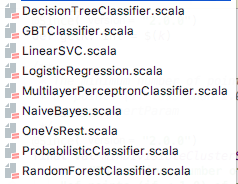 DecisionTreeClassifier.scala
GBTClassifier.scala
LinearSVC.scala
LogisticRegression.scala
MultilayerPerceptronClassifier.scala
NaiveBayes.scala
OneVsRest.scala
ProbabilisticClassifier.scala
RandomForestClassifier.scala